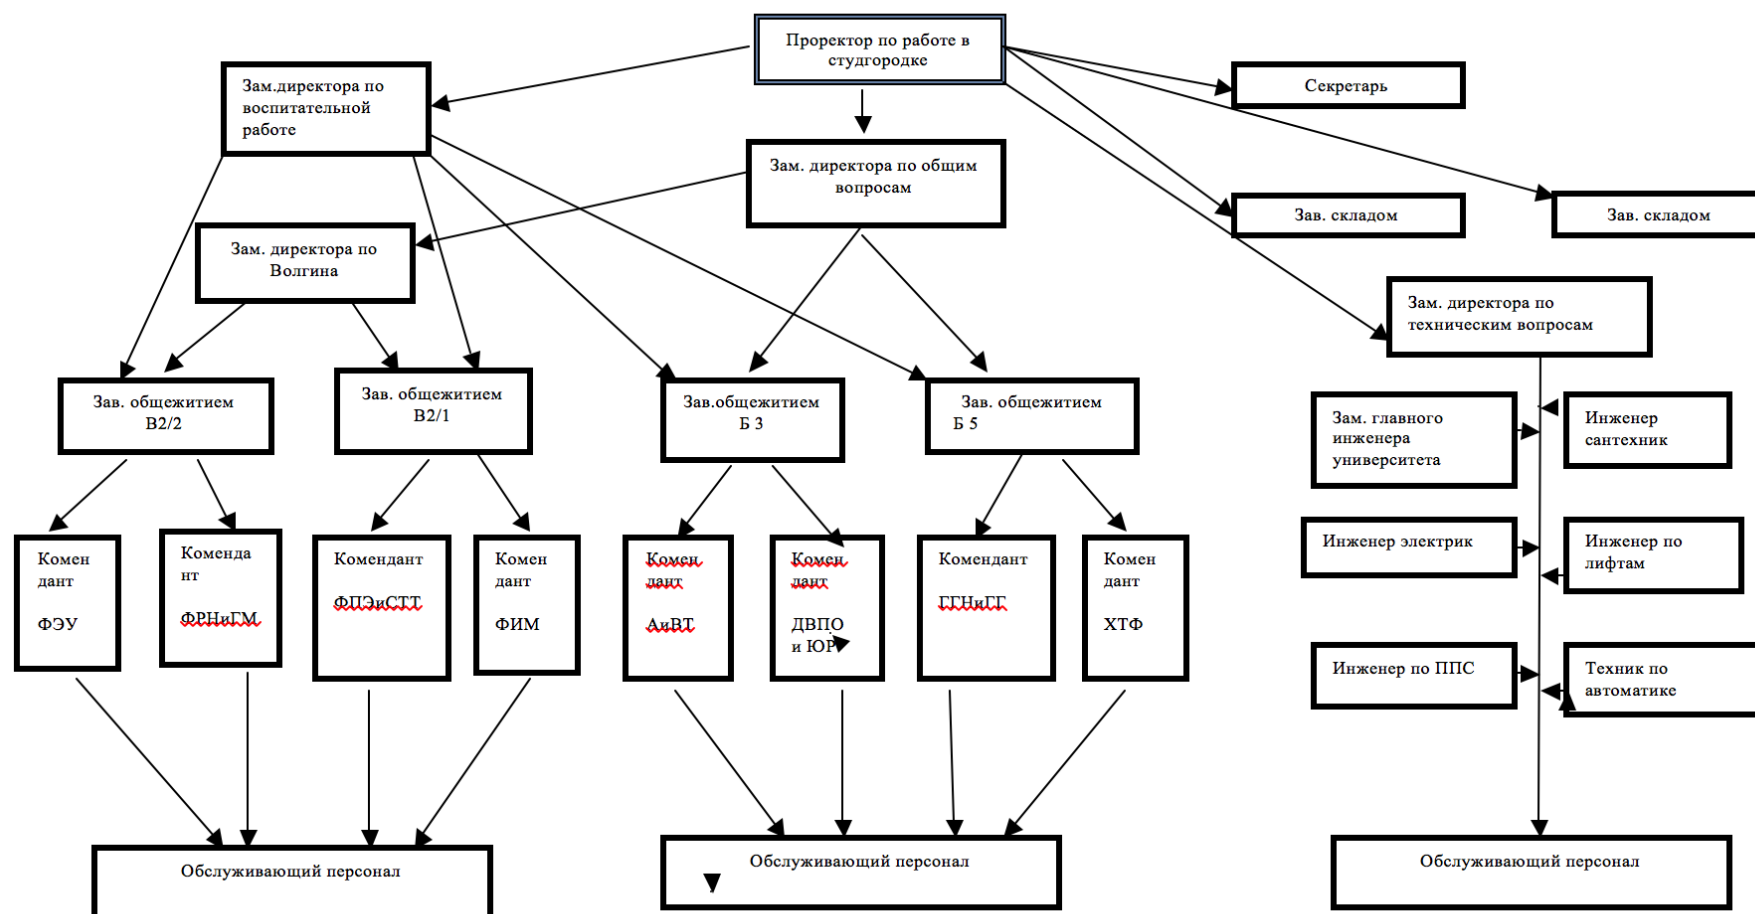 Проректор по работе в
студгородке
Зам.директора по
воспитательной
работе
Секретарь
Зам. директора по общим
вопросам
Зав. складом
Зав. складом
Зам. директора по
Волгина
Зам. директора по
техническим вопросам
Зав. общежитием
В2/2
Зав. общежитием
В2/1
Зав.общежитием
Б 3
Зав. общежитием
Б 5
Зам. главного
инженера
университета
Инженер
сантехник
Комен
дант
ФЭУ
Коменда
нт
ФРНиГМ
Комендант
ФПЭиСТТ
Комен
дант
ФИМ
Комен
дант
АиВТ
Комен
дант
ДВПО
и ЮР
Комендант
ГГНиГГ
Комен
дант
ХТФ
Инженер электрик
Инженер по
лифтам
Инженер по ППС
Техник по
автоматике
Обслуживающий персонал
Обслуживающий персонал
Обслуживающий персонал